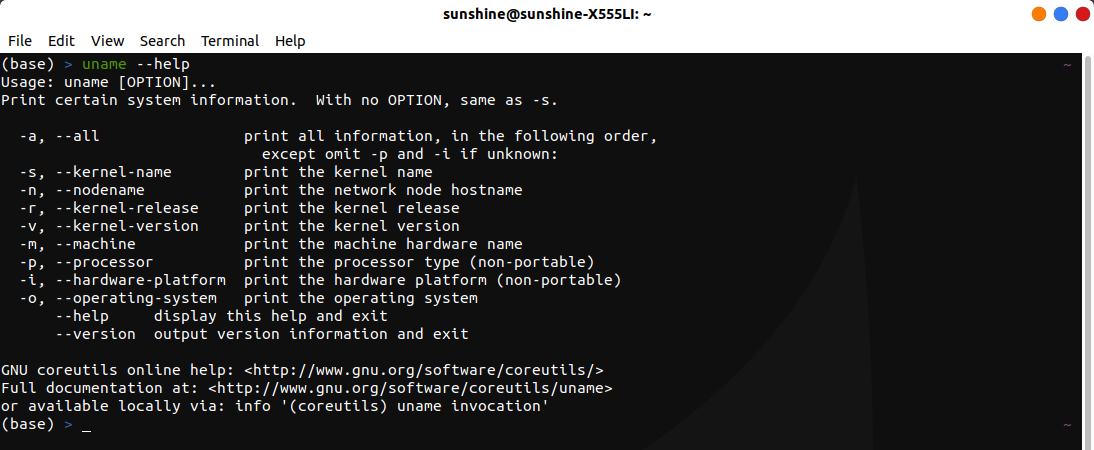 sunshine@sunshine-X555LI: ~
File Edit View Search Terminal Help
(base) > uname --help ~
Usage: uname [OPTION]...
Print certain system information.  With no OPTION, same as -s.
  -a, --all                print all information, in the following order,
                             except omit -p and -i if unknown:
  -s, --kernel-name        print the kernel name
  -n, --nodename           print the network node hostname
  -r, --kernel-release     print the kernel release
  -v, --kernel-version     print the kernel version
  -m, --machine            print the machine hardware name
  -p, --processor          print the processor type (non-portable)
  -i, --hardware-platform  print the hardware platform (non-portable)
  -o, --operating-system   print the operating system
      --help     display this help and exit
      --version  output version information and exit
GNU coreutils online help: <http://www.gnu.org/software/coreutils/>
Full documentation at: <http://www.gnu.org/software/coreutils/uname>
or available locally via: info '(coreutils) uname invocation'
(base) > _ ~